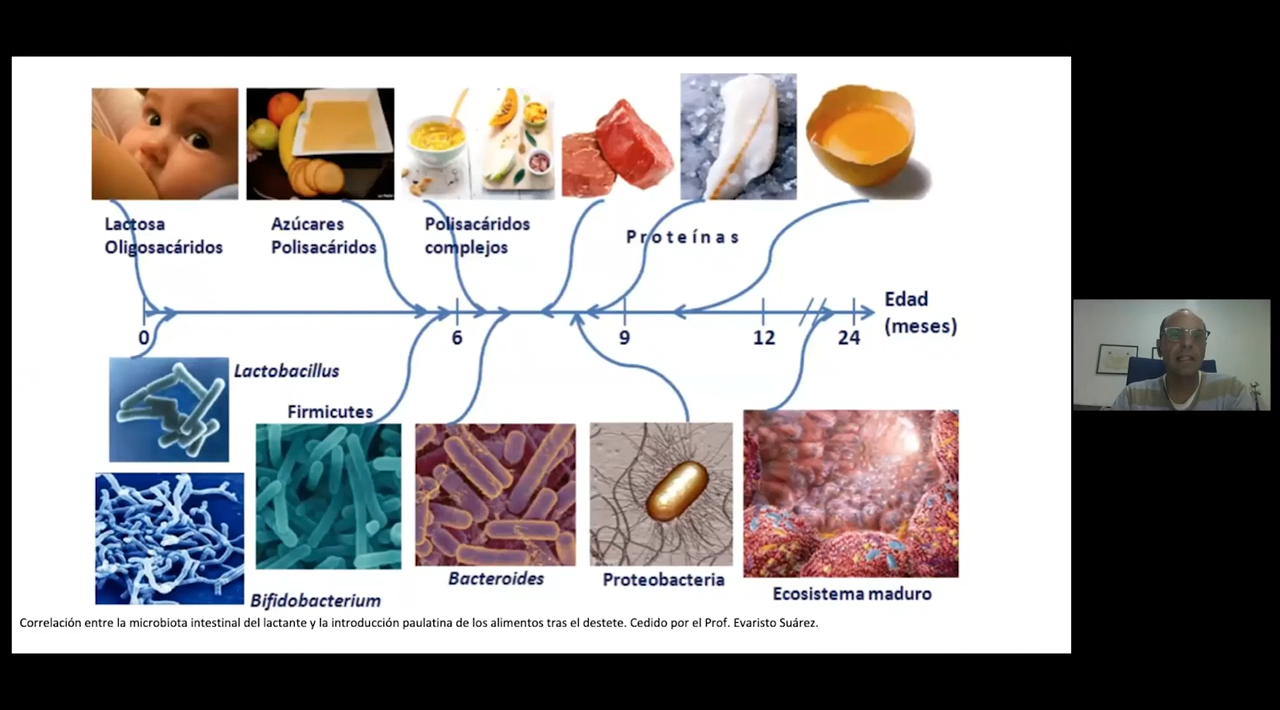 Lactosa
Oligosacáridos
Azúcares
Polisacáridos
Polisacáridos
complejos
Proteínas
Edad
(meses)
0
6
9
12
24
Lactobacillus
Firmicutes
Bacteroides
Proteobacteria
Ecosistema maduro
Bifidobacterium
Correlación entre la microbiota intestinal del lactante y la introducción paulatina de los alimentos tras el destete. Cedido por el Prof. Evaristo Suárez.